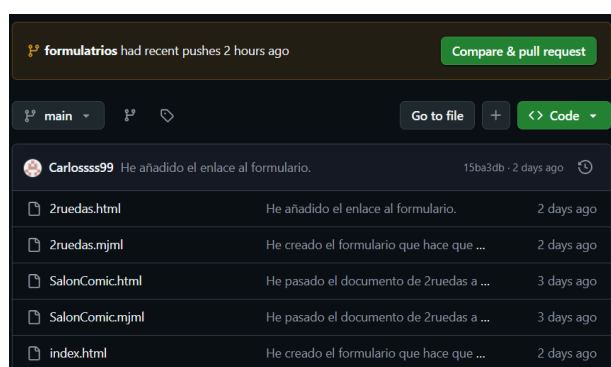 formulatrios had recent pushes 2 hours ago Compare & pull request
main Go to file + <> Code
Carlossss99 He añadido el enlace al formulario. 15ba3db · 2 days ago
2ruedas.html He añadido el enlace al formulario. 2 days ago
2ruedas.mjml He creado el formulario que hace que ... 2 days ago
SalonComic.html He pasado el documento de 2ruedas a ... 3 days ago
SalonComic.mjml He pasado el documento de 2ruedas a ... 3 days ago
index.html He creado el formulario que hace que ... 2 days ago